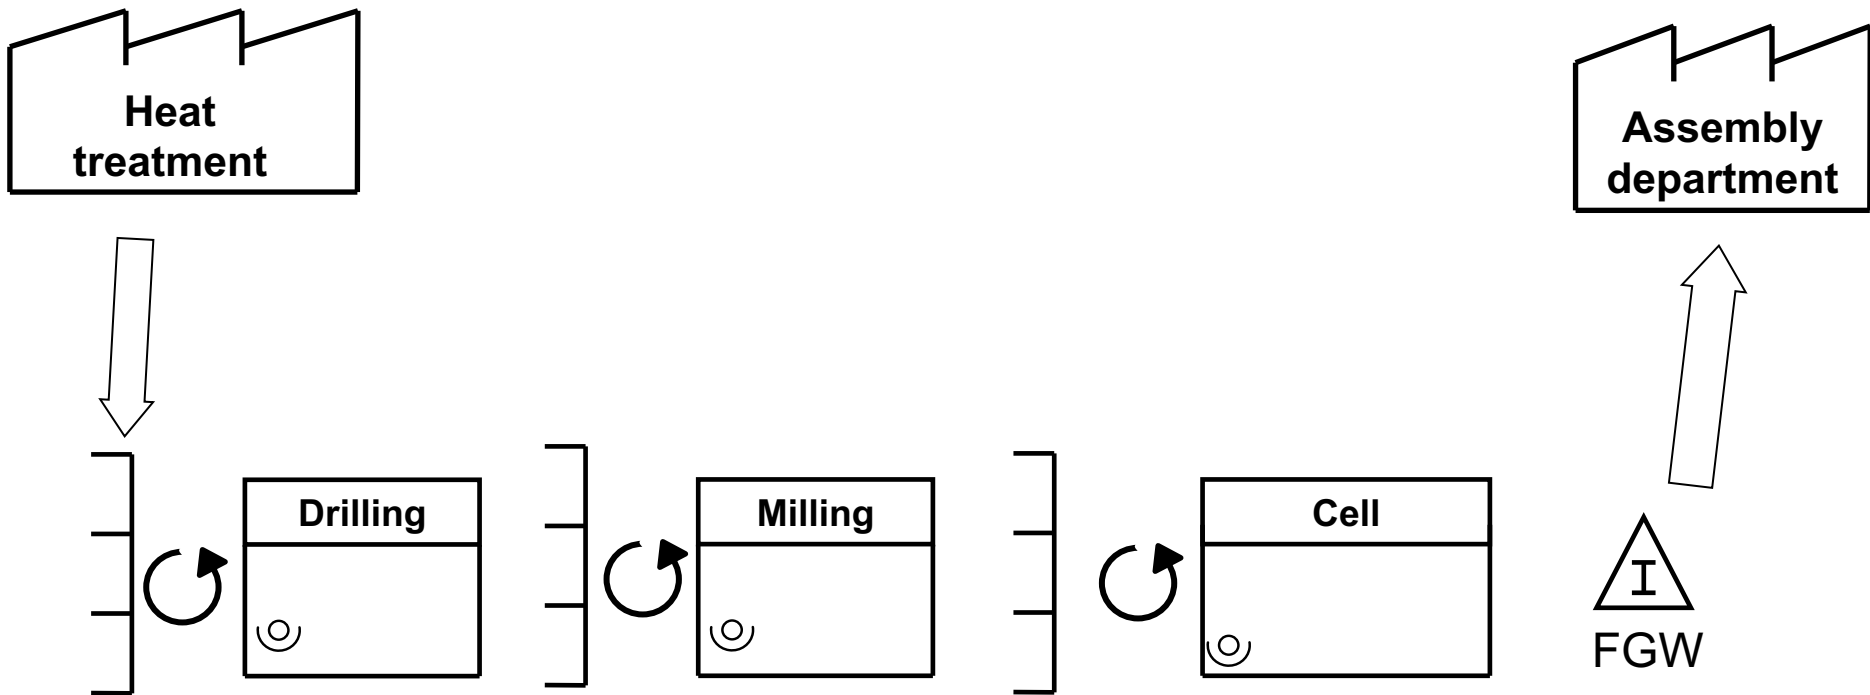 Heat
treatment
Assembly
department
Drilling
Milling
Cell
I
FGW